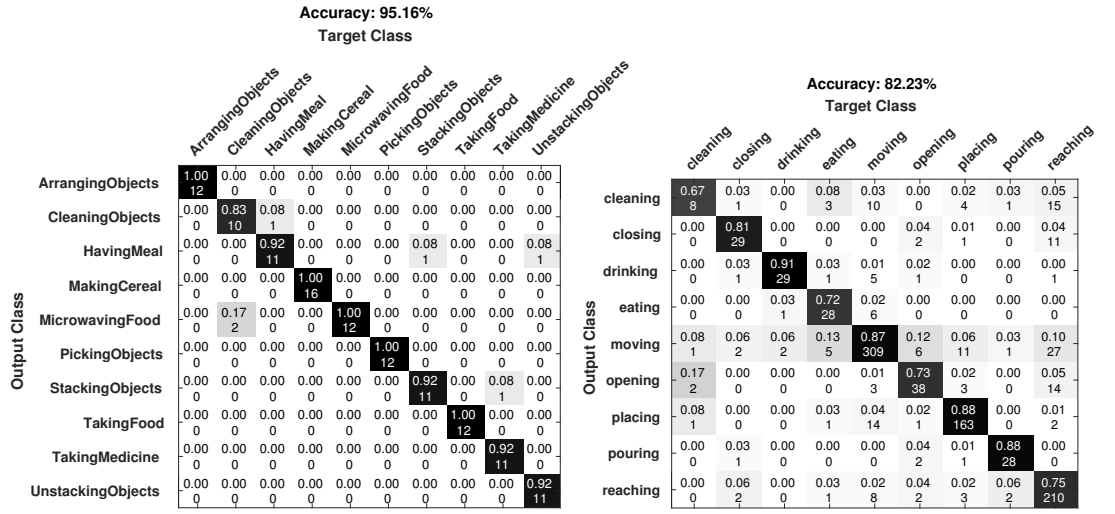 Accuracy: 95.16%
Target Class
ArrangingObjects CleaningObjects HavingMeal MakingCereal MicrowavingFood PickingObjects StackingObjects TakingFood TakingMedicine UnstackingObjects
Output Class
ArrangingObjects 1.00 0.00 0.00 0.00 0.00 0.00 0.00 0.00 0.00 0.00
12 0 0 0 0 0 0 0 0 0
CleaningObjects 0.00 0.83 0.08 0.00 0.00 0.00 0.00 0.00 0.00 0.00
0 10 1 0 0 0 0 0 0 0
HavingMeal 0.00 0.00 0.92 0.00 0.00 0.00 0.08 0.00 0.00 0.08
0 0 11 0 0 0 1 0 0 1
MakingCereal 0.00 0.00 0.00 1.00 0.00 0.00 0.00 0.00 0.00 0.00
0 0 0 16 0 0 0 0 0 0
MicrowavingFood 0.00 0.17 0.00 0.00 1.00 0.00 0.00 0.00 0.00 0.00
0 2 0 0 12 0 0 0 0 0
PickingObjects 0.00 0.00 0.00 0.00 0.00 1.00 0.00 0.00 0.00 0.00
0 0 0 0 0 12 0 0 0 0
StackingObjects 0.00 0.00 0.00 0.00 0.00 0.00 0.92 0.00 0.08 0.00
0 0 0 0 0 0 11 0 1 0
TakingFood 0.00 0.00 0.00 0.00 0.00 0.00 0.00 1.00 0.00 0.00
0 0 0 0 0 0 0 12 0 0
TakingMedicine 0.00 0.00 0.00 0.00 0.00 0.00 0.00 0.00 0.92 0.00
0 0 0 0 0 0 0 0 11 0
UnstackingObjects 0.00 0.00 0.00 0.00 0.00 0.00 0.00 0.00 0.00 0.92
0 0 0 0 0 0 0 0 0 11
Accuracy: 82.23%
Target Class
cleaning closing drinking eating moving opening placing pouring reaching
Output Class
cleaning 0.67 0.03 0.00 0.08 0.03 0.00 0.02 0.03 0.05
8 1 0 3 10 0 4 1 15
closing 0.00 0.81 0.00 0.00 0.00 0.04 0.01 0.00 0.04
0 29 0 0 0 2 1 0 11
drinking 0.00 0.03 0.91 0.03 0.01 0.02 0.00 0.00 0.00
0 1 29 1 5 1 0 0 1
eating 0.00 0.00 0.03 0.72 0.02 0.00 0.00 0.00 0.00
0 0 1 28 6 0 0 0 0
moving 0.08 0.06 0.06 0.13 0.87 0.12 0.06 0.03 0.10
1 2 2 5 309 6 11 1 27
opening 0.17 0.00 0.00 0.00 0.01 0.73 0.02 0.00 0.05
2 0 0 0 3 38 3 0 14
placing 0.08 0.00 0.00 0.03 0.04 0.02 0.88 0.00 0.01
1 0 0 1 14 1 163 0 2
pouring 0.00 0.03 0.00 0.00 0.00 0.04 0.01 0.88 0.00
0 1 0 0 0 2 1 28 0
reaching 0.00 0.06 0.00 0.03 0.02 0.04 0.02 0.06 0.75
0 2 0 1 8 2 3 2 210